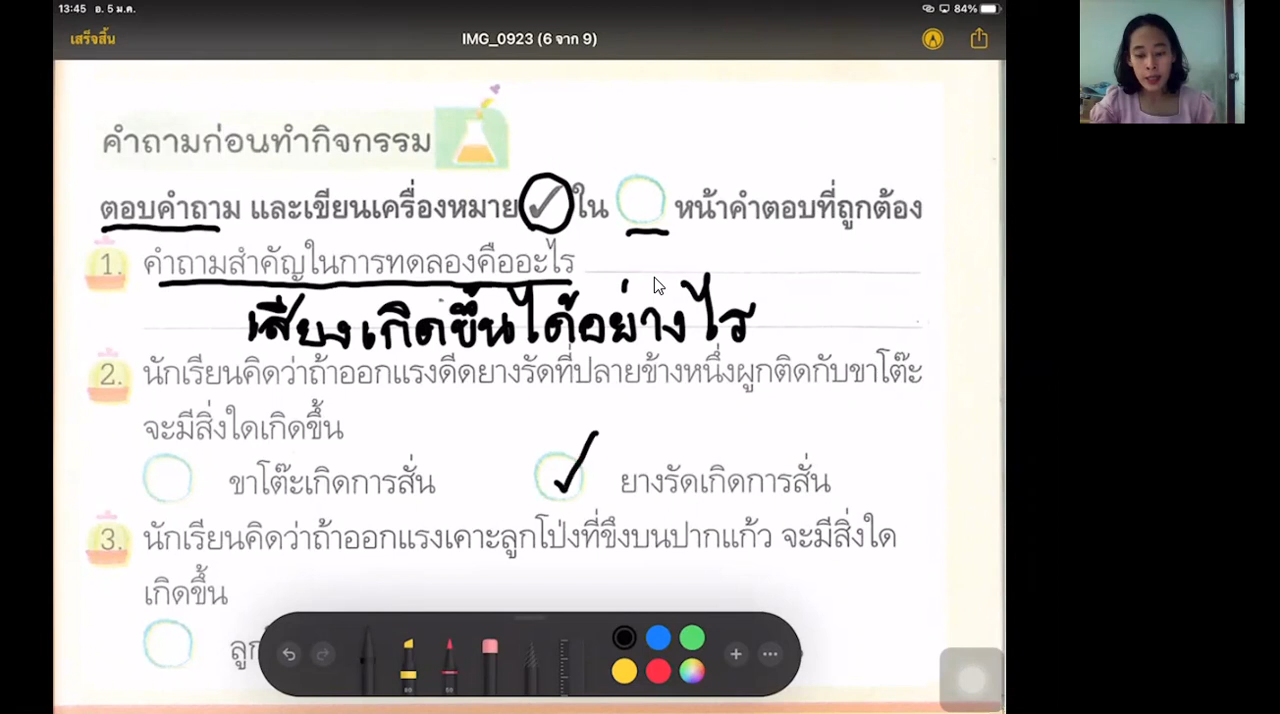 13:45 อ. 5 ม.ค.
84%
เสร็จสิ้น
IMG_0923 (6 จาก 9)
คำถามก่อนทำกิจกรรม
ตอบคำถาม และเขียนเครื่องหมาย ✓ ใน หน้าคำตอบที่ถูกต้อง
1. คำถามสำคัญในการทดลองคืออะไร
เสียงเกิดขึ้นได้อย่างไร
2. นักเรียนคิดว่าถ้าออกแรงดีดยางรัดที่ปลายข้างหนึ่งผูกติดกับขาโต๊ะ
จะมีสิ่งใดเกิดขึ้น
ขาโต๊ะเกิดการสั่น ✓ ยางรัดเกิดการสั่น
3. นักเรียนคิดว่าถ้าออกแรงเคาะลูกโป่งที่ขึงบนปากแก้ว จะมีสิ่งใด
เกิดขึ้น
ลูก